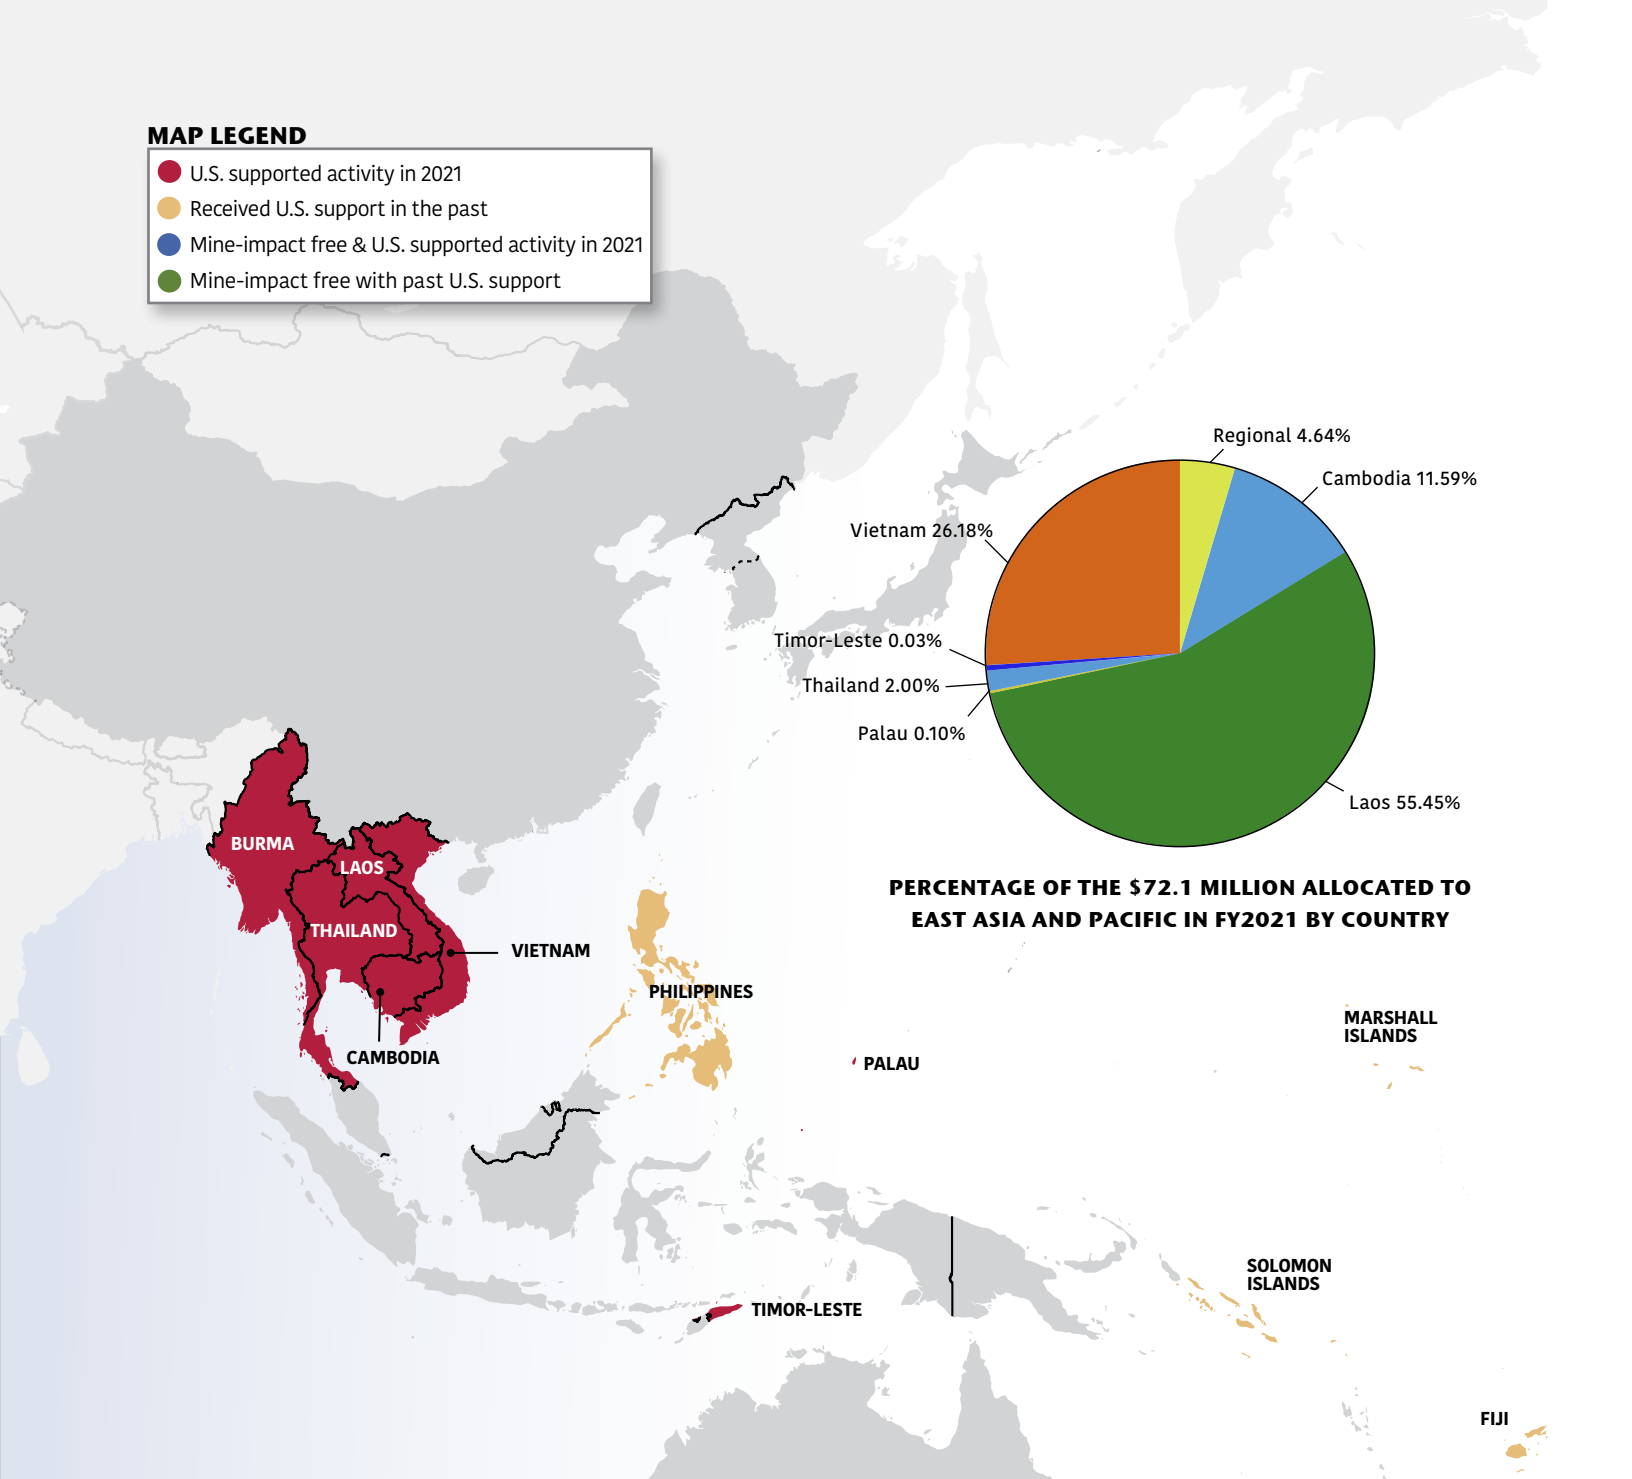 MAP LEGEND
U.S. supported activity in 2021
Received U.S. support in the past
Mine-impact free & U.S. supported activity in 2021
Mine-impact free with past U.S. support
Regional 4.64%
Cambodia 11.59%
Vietnam 26.18%
Timor-Leste 0.03%
Thailand 2.00%
Palau 0.10%
Laos 55.45%
PERCENTAGE OF THE $72.1 MILLION ALLOCATED TO
EAST ASIA AND PACIFIC IN FY2021 BY COUNTRY
BURMA
LAOS
THAILAND
VIETNAM
CAMBODIA
PHILIPPINES
PALAU
MARSHALL
ISLANDS
SOLOMON
ISLANDS
TIMOR-LESTE
FIJI